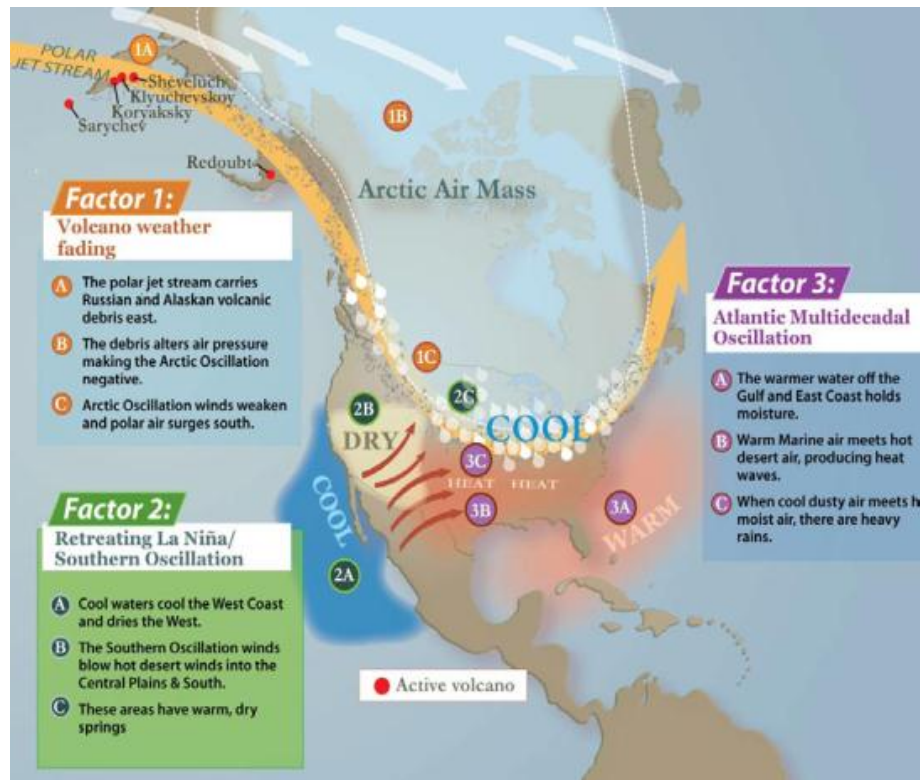 POLAR
JET STREAM
1A
Sheveluch
Klyuchevskoy
Koryaksky
Sarychev
Redoubt
1B
Arctic Air Mass
Factor 1:
Volcano weather
fading
A The polar jet stream carries
Russian and Alaskan volcanic
debris east.
B The debris alters air pressure
making the Arctic Oscillation
negative.
C Arctic Oscillation winds weaken
and polar air surges south.
Factor 2:
Retreating La Niña/
Southern Oscillation
A Cool waters cool the West Coast
and dries the West.
B The Southern Oscillation winds
blow hot desert winds into the
Central Plains & South.
C These areas have warm, dry
springs
1C
2B
2C
DRY
COOL
3C
HEAT HEAT
3B
3A
COOL
WARM
2A
Active volcano
Factor 3:
Atlantic Multidecadal
Oscillation
A The warmer water off the
Gulf and East Coast holds
moisture.
B Warm Marine air meets hot
desert air, producing heat
waves.
C When cool dusty air meets h
moist air, there are heavy
rains.